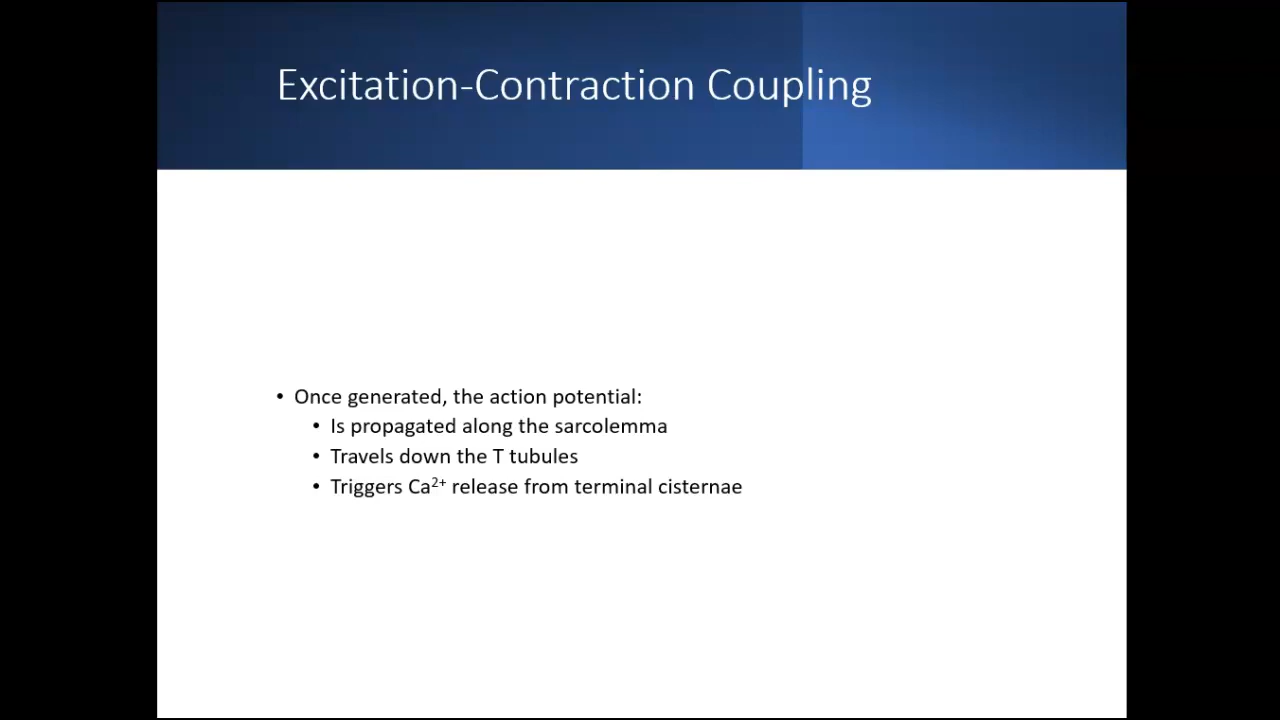 Excitation-Contraction Coupling
• Once generated, the action potential:
• Is propagated along the sarcolemma
• Travels down the T tubules
• Triggers Ca²⁺ release from terminal cisternae